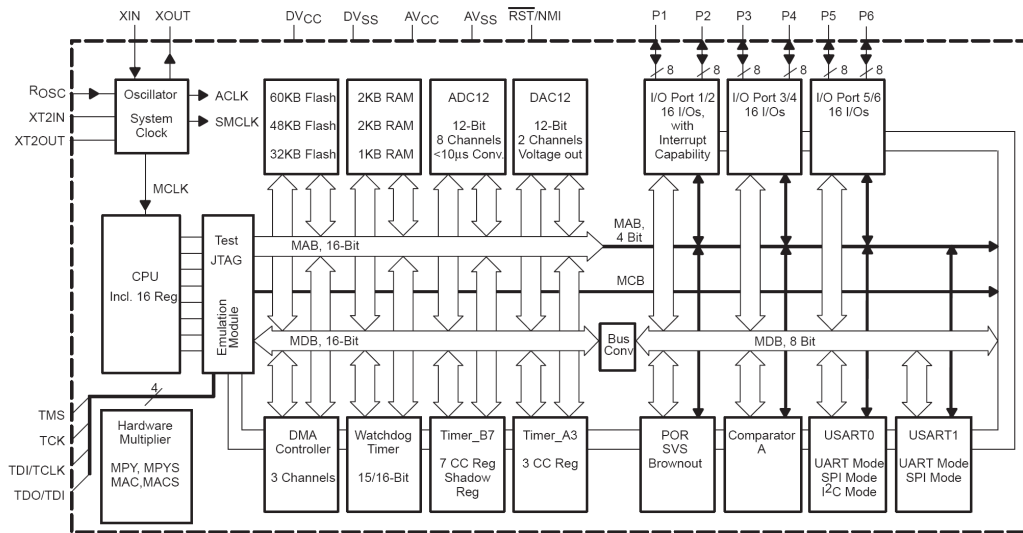 XIN XOUT DVCC DVSS AVCC AVSS RST/NMI P1 P2 P3 P4 P5 P6
8 8 8 8 8 8
ROSC
XT2IN
XT2OUT
Oscillator
System
Clock
ACLK
SMCLK
MCLK
60KB Flash
48KB Flash
32KB Flash
2KB RAM
2KB RAM
1KB RAM
ADC12
12-Bit
8 Channels
<10µs Conv.
DAC12
12-Bit
2 Channels
Voltage out
I/O Port 1/2
16 I/Os,
with
Interrupt
Capability
I/O Port 3/4
16 I/Os
I/O Port 5/6
16 I/Os
CPU
Incl. 16 Reg
Test
JTAG
Emulation
Module
MAB, 16-Bit
MAB,
4 Bit
MCB
MDB, 16-Bit
Bus
Conv
MDB, 8 Bit
4
TMS
TCK
TDI/TCLK
TDO/TDI
Hardware
Multiplier
MPY, MPYS
MAC,MACS
DMA
Controller
3 Channels
Watchdog
Timer
15/16-Bit
Timer_B7
7 CC Reg
Shadow
Reg
Timer_A3
3 CC Reg
POR
SVS
Brownout
Comparator
A
USART0
UART Mode
SPI Mode
I2C Mode
USART1
UART Mode
SPI Mode